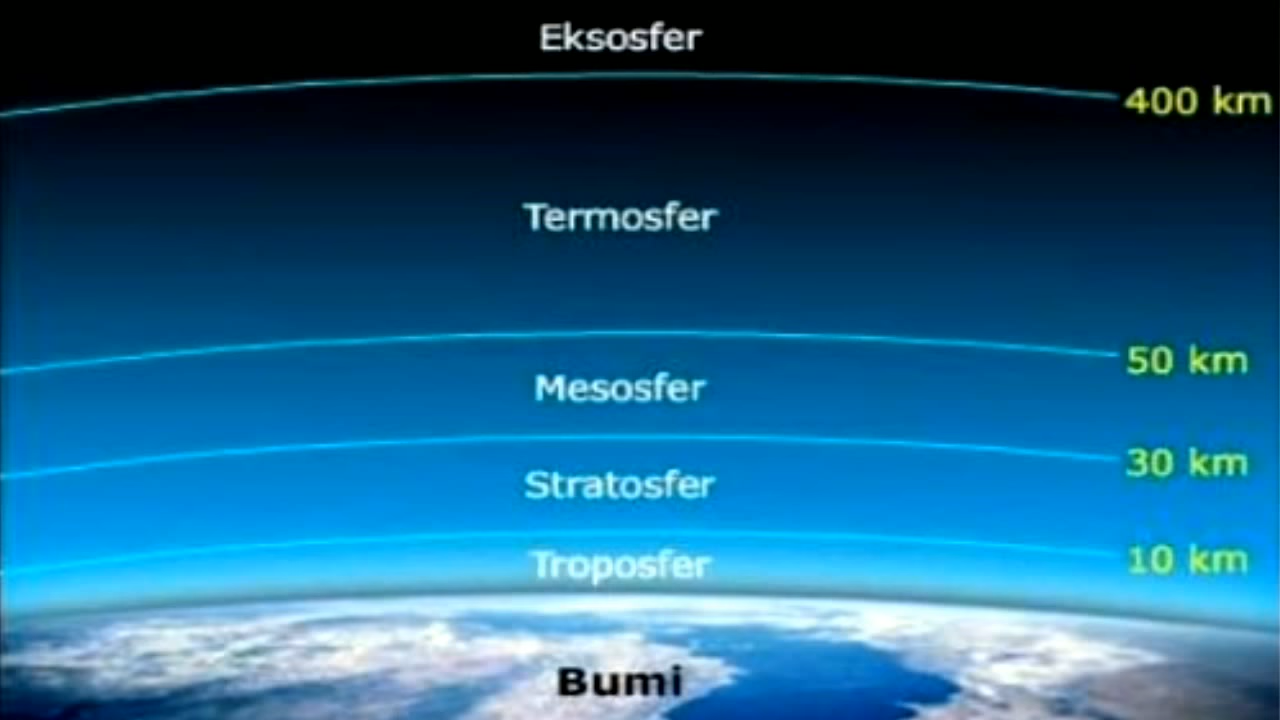 Eksosfer
400 km
Termosfer
50 km
Mesosfer
30 km
Stratosfer
10 km
Troposfer
Bumi